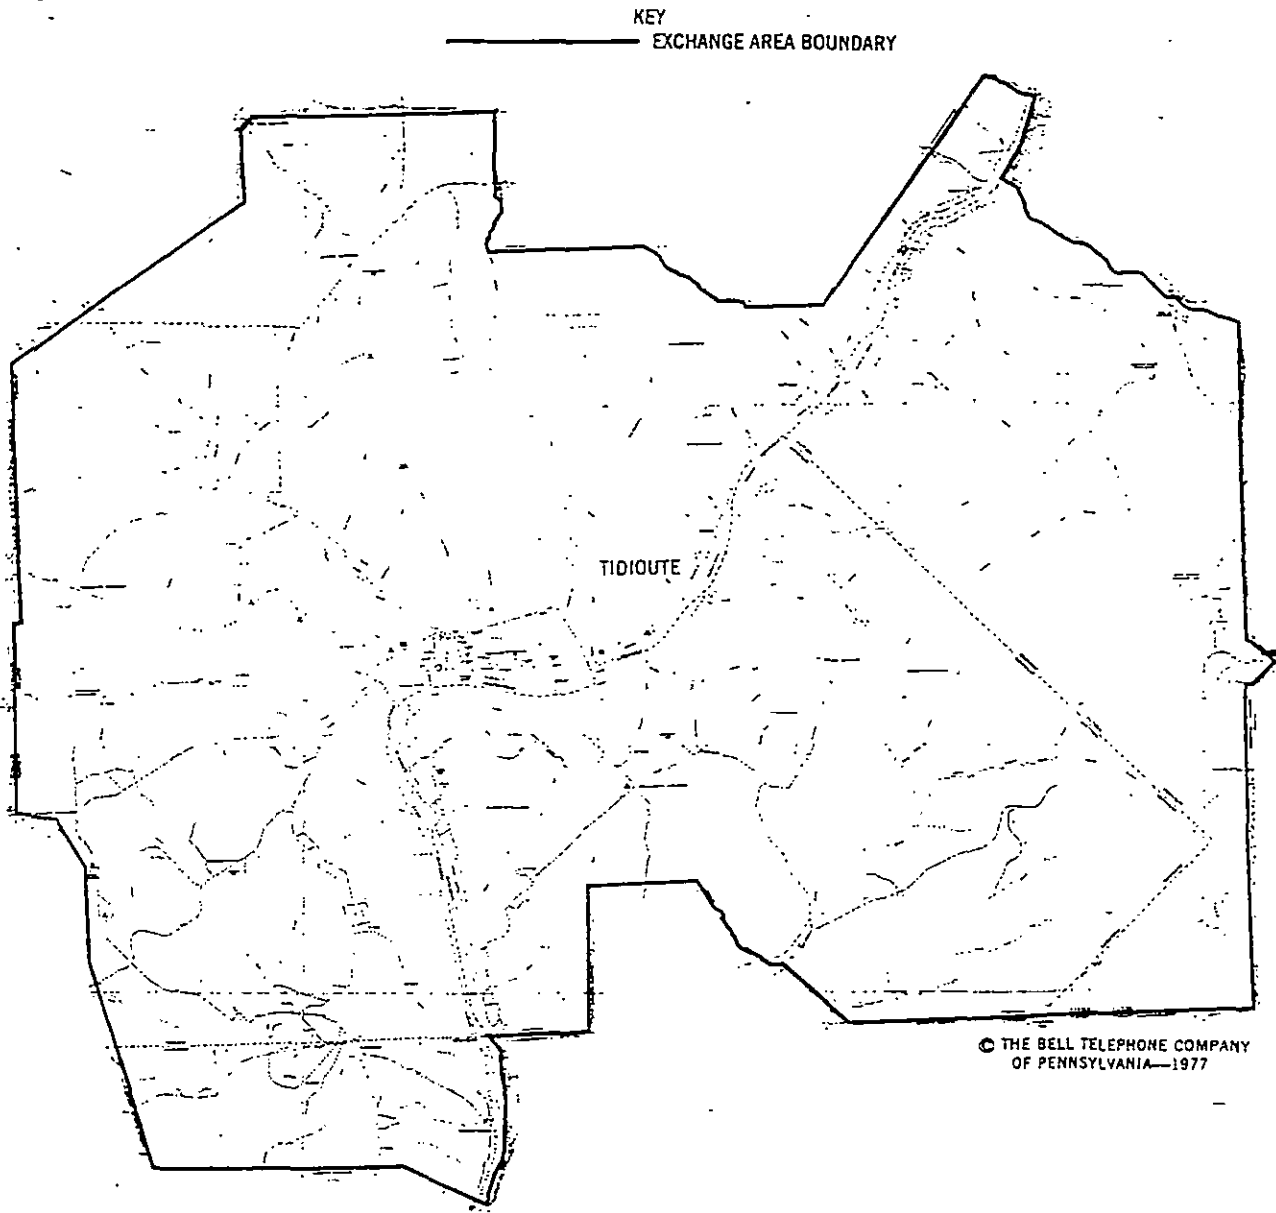 KEY
EXCHANGE AREA BOUNDARY
TIDIOUTE
© THE BELL TELEPHONE COMPANY
OF PENNSYLVANIA—1977